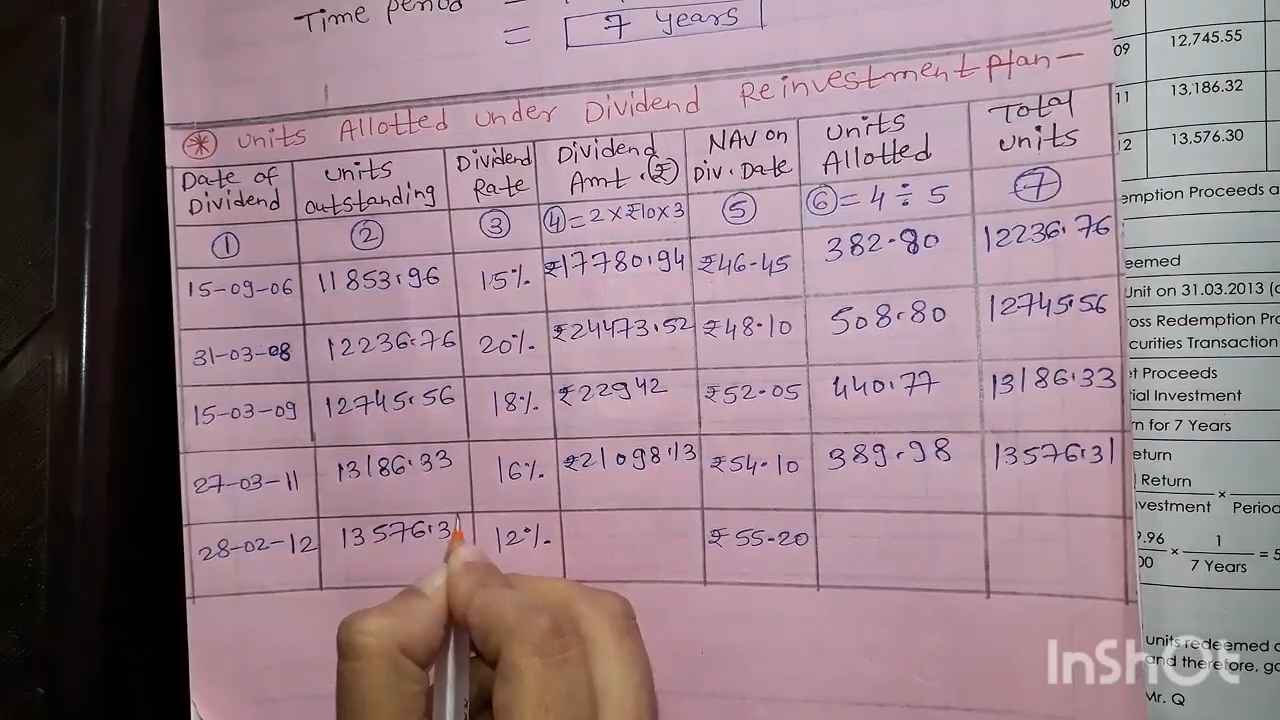 Time period =
= 7 years
* Units Allotted Under Dividend Reinvestment Plan -
Date of Dividend | Units outstanding | Dividend Rate | Dividend Amt. (₹) | NAV on Div. Date | Units Allotted | Total Units
1 | 2 | 3 | 4 = 2 x ₹10 x 3 | 5 | 6 = 4 ÷ 5 | 7
15-09-06 | 11853.96 | 15% | ₹17780.94 | ₹46.45 | 382.80 | 12236.76
31-03-08 | 12236.76 | 20% | ₹24473.52 | ₹48.10 | 508.80 | 12745.56
15-03-09 | 12745.56 | 18% | ₹22942 | ₹52.05 | 440.77 | 13186.33
27-03-11 | 13186.33 | 16% | ₹21098.13 | ₹54.10 | 389.98 | 13576.31
28-02-12 | 13576.3 | 12% | ₹55.20
09 12,745.55
11 13,186.32
12 13,576.30
emption Proceeds a
eemed
Unit on 31.03.2013 (
ross Redemption Pro
curities Transaction
et Proceeds
ial Investment
rn for 7 Years
eturn
Return
vestment × Period
.96
00 × 1
7 Years = 5
units redeemed
and therefore, ga
Mr. Q
InShOt